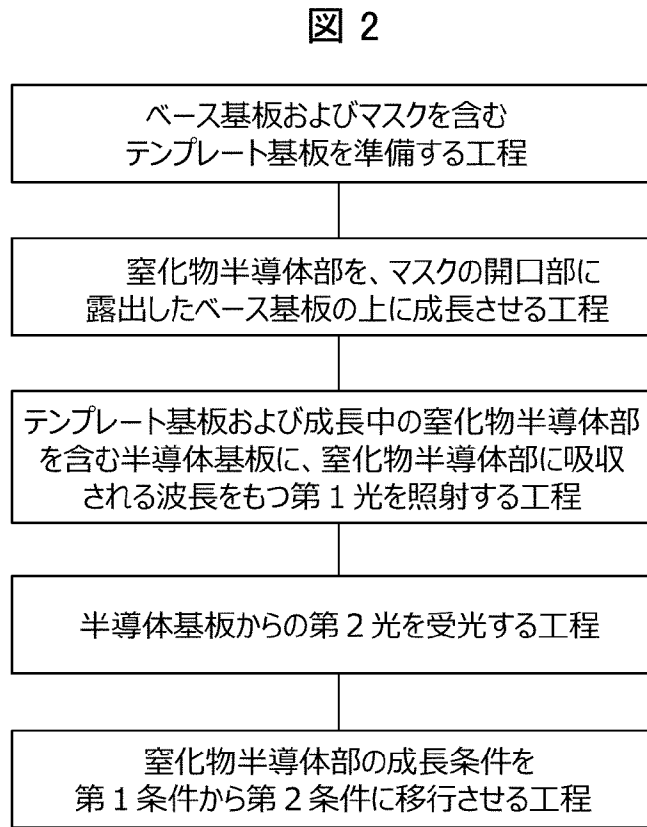 図 2
ベース基板およびマスクを含む
テンプレート基板を準備する工程
窒化物半導体部を、マスクの開口部に
露出したベース基板の上に成長させる工程
テンプレート基板および成長中の窒化物半導体部
を含む半導体基板に、窒化物半導体部に吸収
される波長をもつ第1光を照射する工程
半導体基板からの第2光を受光する工程
窒化物半導体部の成長条件を
第1条件から第2条件に移行させる工程